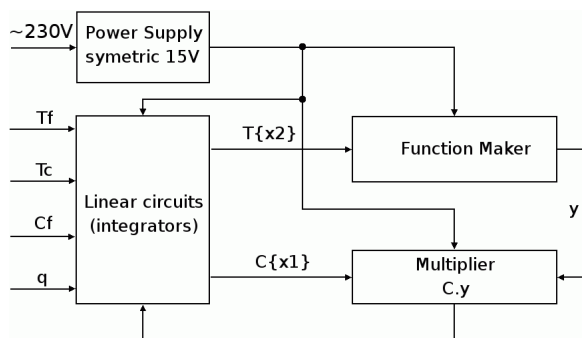 ~230V
Power Supply
symetric 15V
Tf
Tc
Cf
q
Linear circuits
(integrators)
T{x2}
C{x1}
Function Maker
y
Multiplier
C.y